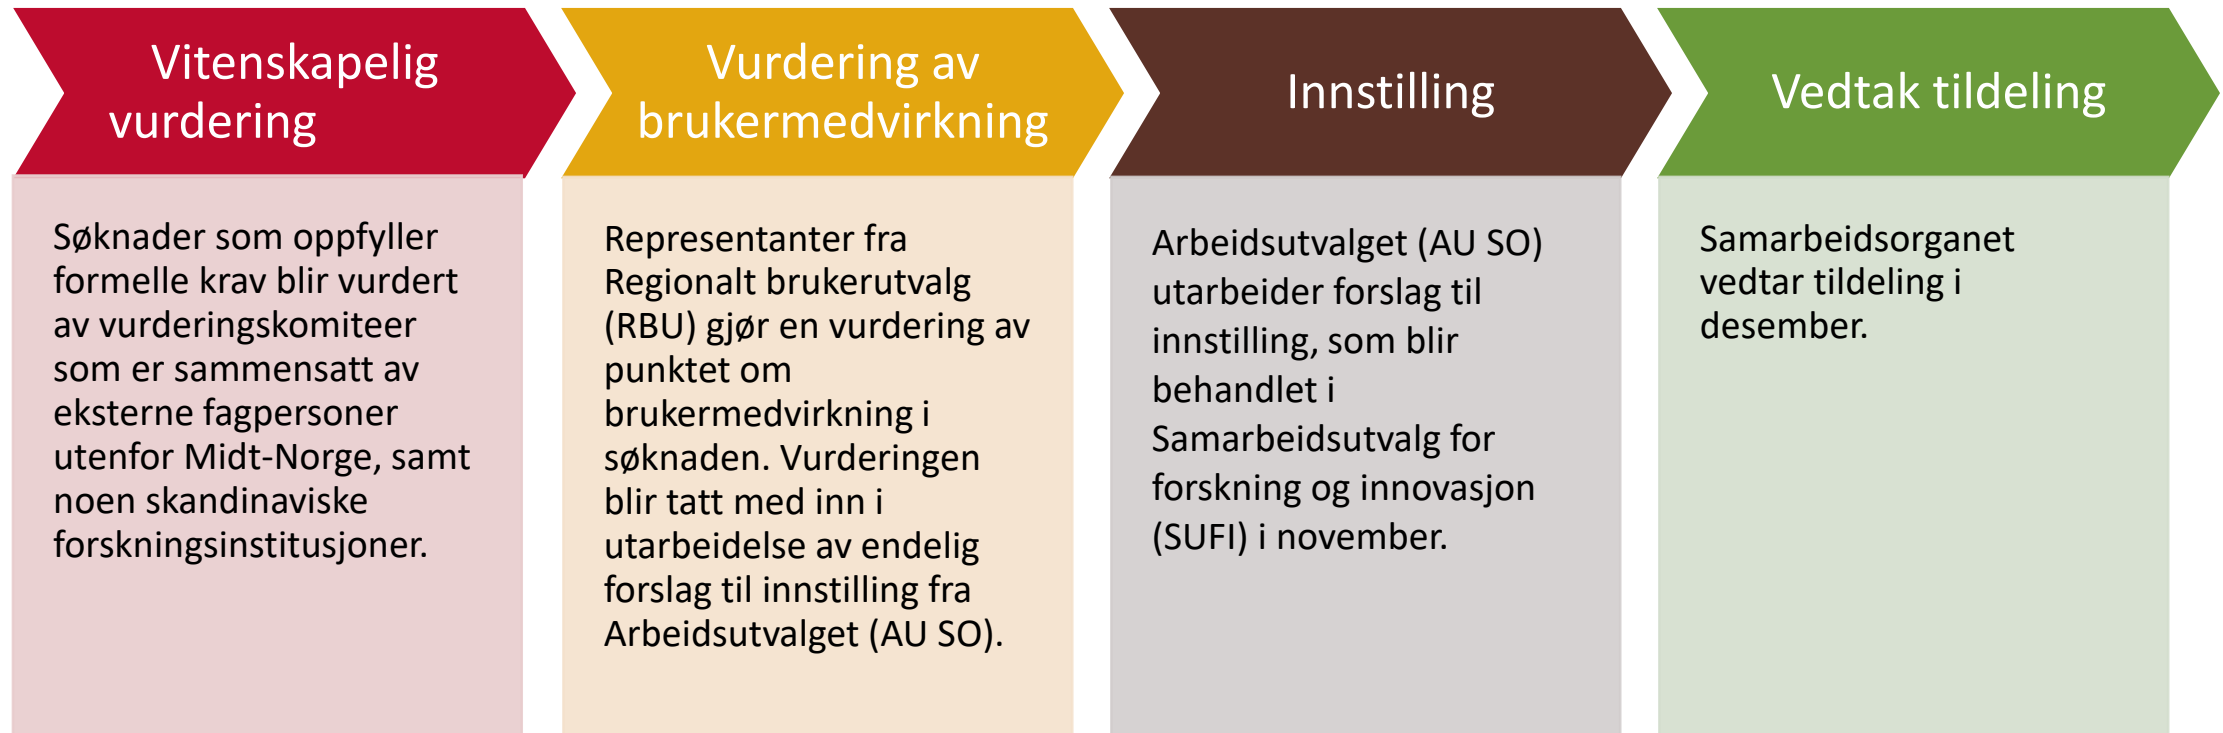 Vitenskapelig
vurdering
Søknader som oppfyller
formelle krav blir vurdert
av vurderingskomiteer
som er sammensatt av
eksterne fagpersoner
utenfor Midt-Norge, samt
noen skandinaviske
forskningsinstitusjoner.
Vurdering av
brukermedvirkning
Representanter fra
Regionalt brukerutvalg
(RBU) gjør en vurdering av
punktet om
brukermedvirkning i
søknaden. Vurderingen
blir tatt med inn i
utarbeidelse av endelig
forslag til innstilling fra
Arbeidsutvalget (AU SO).
Innstilling
Arbeidsutvalget (AU SO)
utarbeider forslag til
innstilling, som blir
behandlet i
Samarbeidsutvalg for
forskning og innovasjon
(SUFI) i november.
Vedtak tildeling
Samarbeidsorganet
vedtar tildeling i
desember.